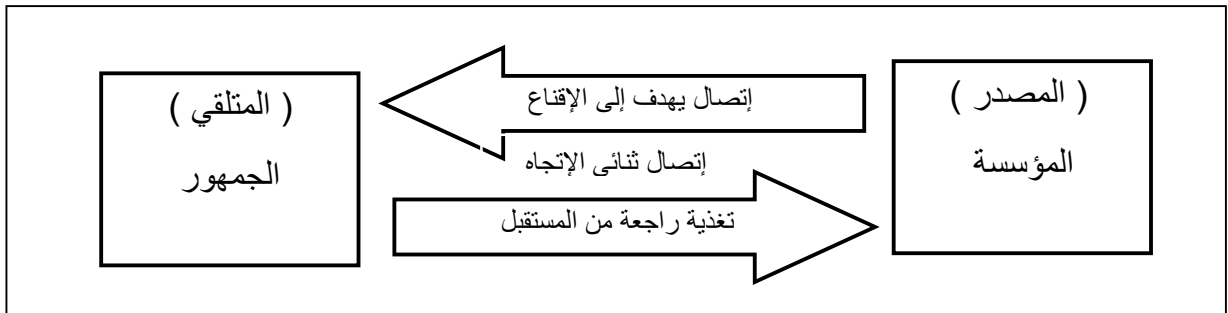 ( المصدر )
المؤسسة
إتصال يهدف إلى الإقناع
إتصال ثنائى الإتجاه
تغذية راجعة من المستقبل
( المتلقي )
الجمهور